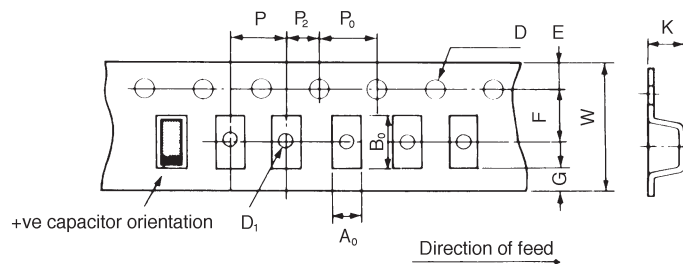 P P₂ P₀ D E K
F W
B₀
G
+ve capacitor orientation D₁
A₀
Direction of feed